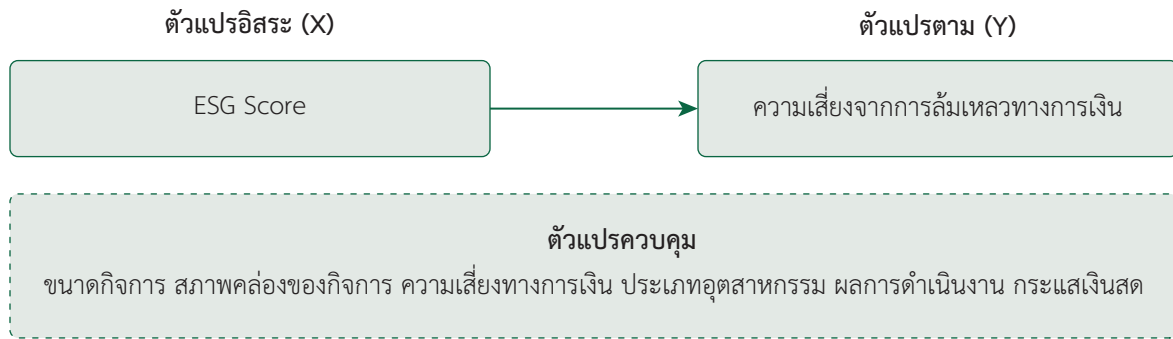 ตัวแปรอิสระ (X)
ตัวแปรตาม (Y)
ESG Score
ความเสี่ยงจากการล้มเหลวทางการเงิน
ตัวแปรควบคุม
ขนาดกิจการ สภาพคล่องของกิจการ ความเสี่ยงทางการเงิน ประเภทอุตสาหกรรม ผลการดำเนินงาน กระแสเงินสด